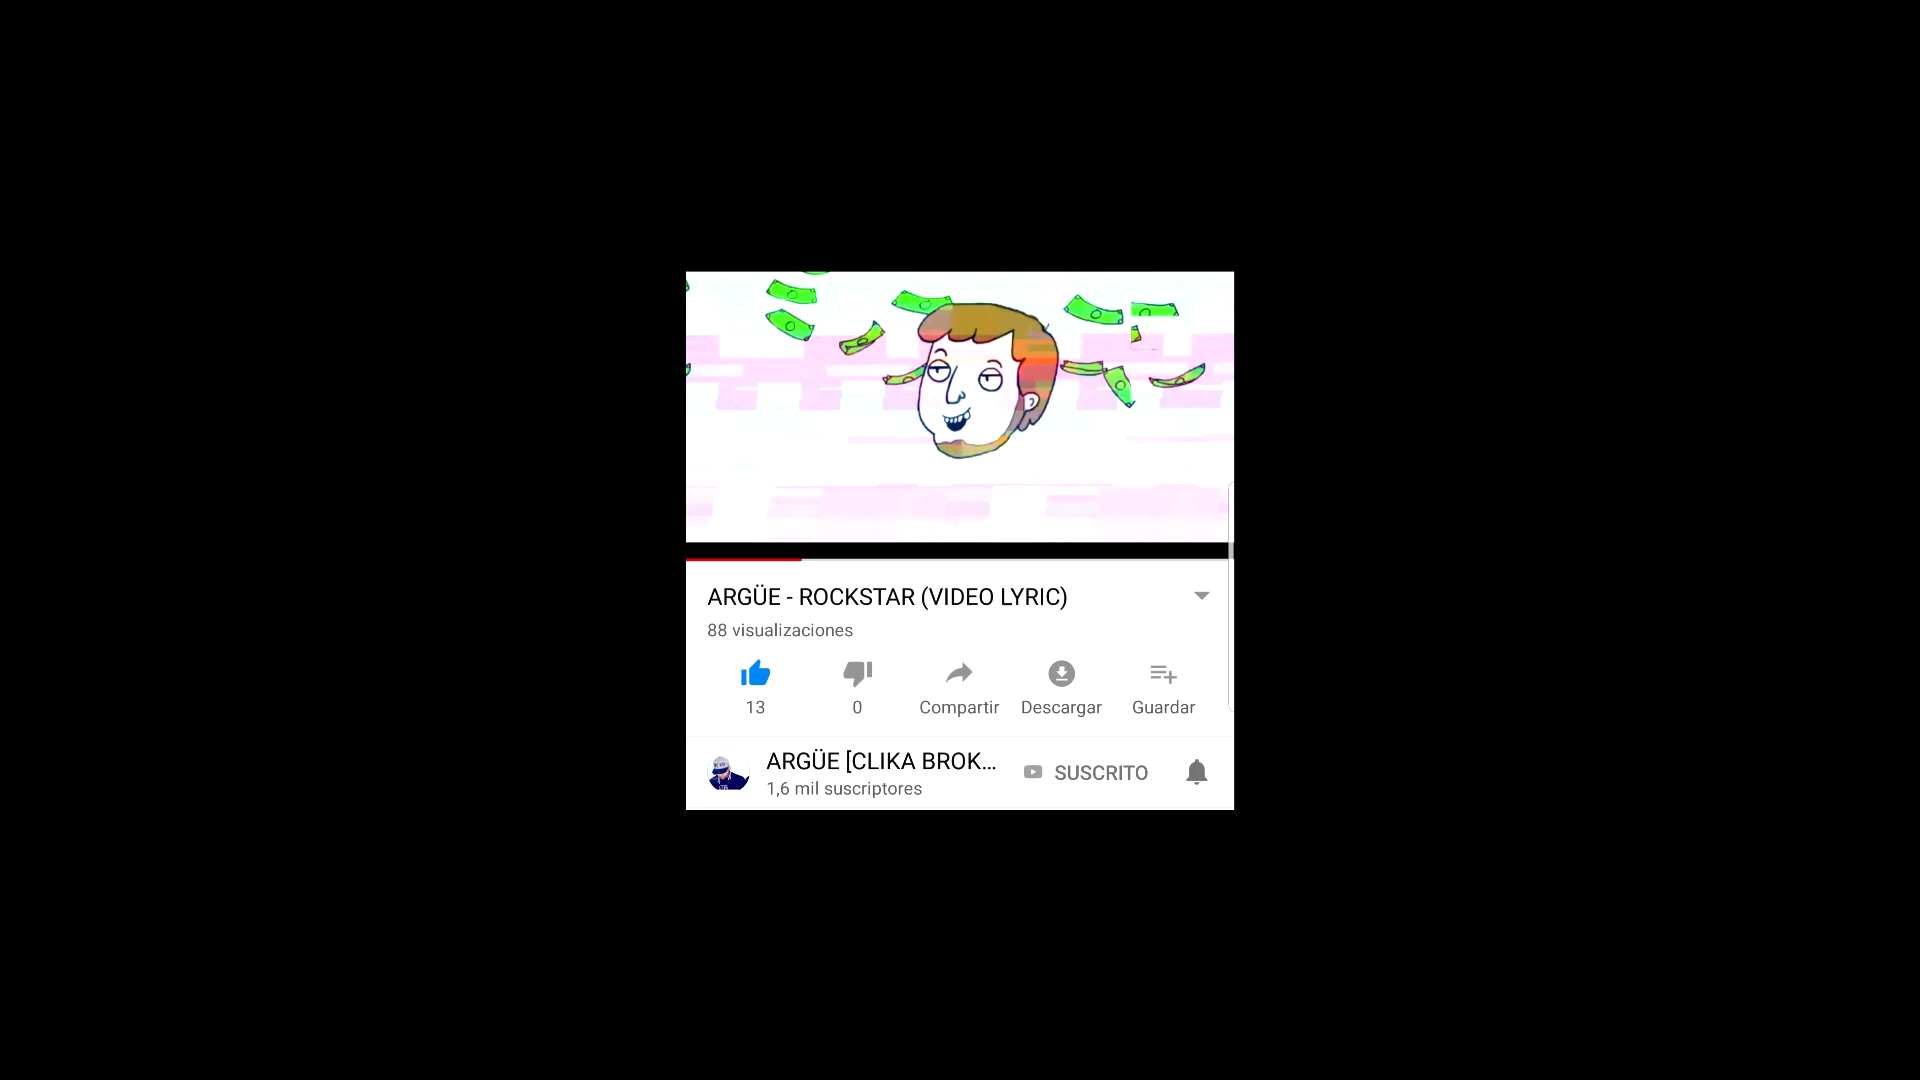 ARGÜE - ROCKSTAR (VIDEO LYRIC)
88 visualizaciones
13
0
Compartir
Descargar
Guardar
ARGÜE [CLIKA BROK...
SUSCRITO
1,6 mil suscriptores